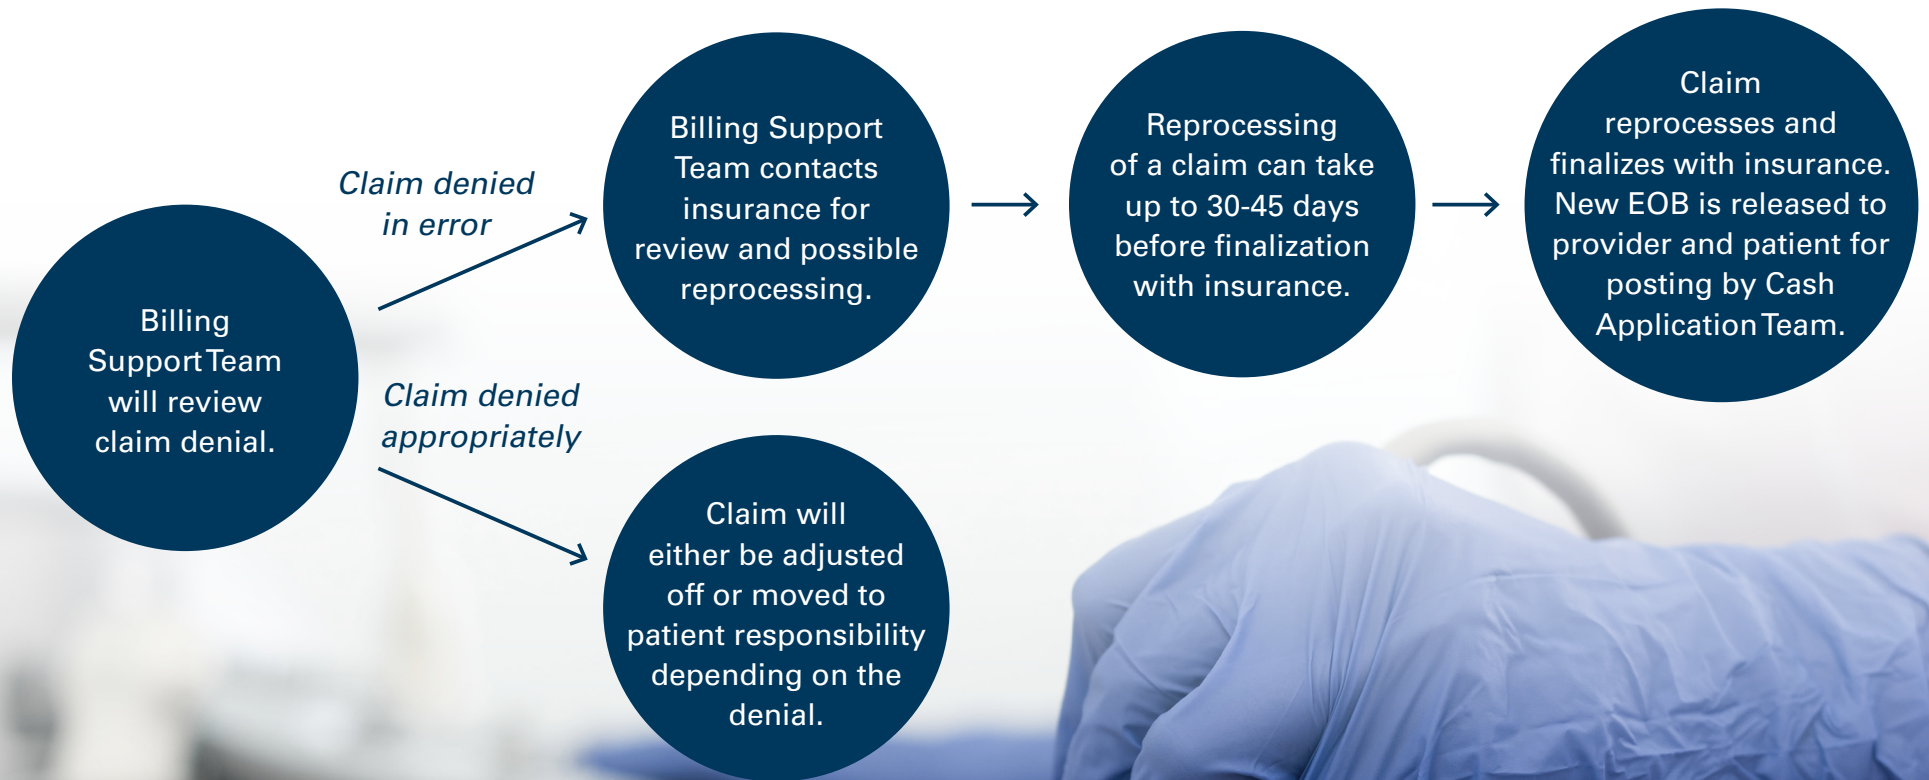 Billing
Support Team
will review
claim denial.
Claim denied
in error
Billing Support
Team contacts
insurance for
review and possible
reprocessing.
Reprocessing
of a claim can take
up to 30-45 days
before finalization
with insurance.
Claim
reprocesses and
finalizes with insurance.
New EOB is released to
provider and patient for
posting by Cash
Application Team.
Claim denied
appropriately
Claim will
either be adjusted
off or moved to
patient responsibility
depending on the
denial.